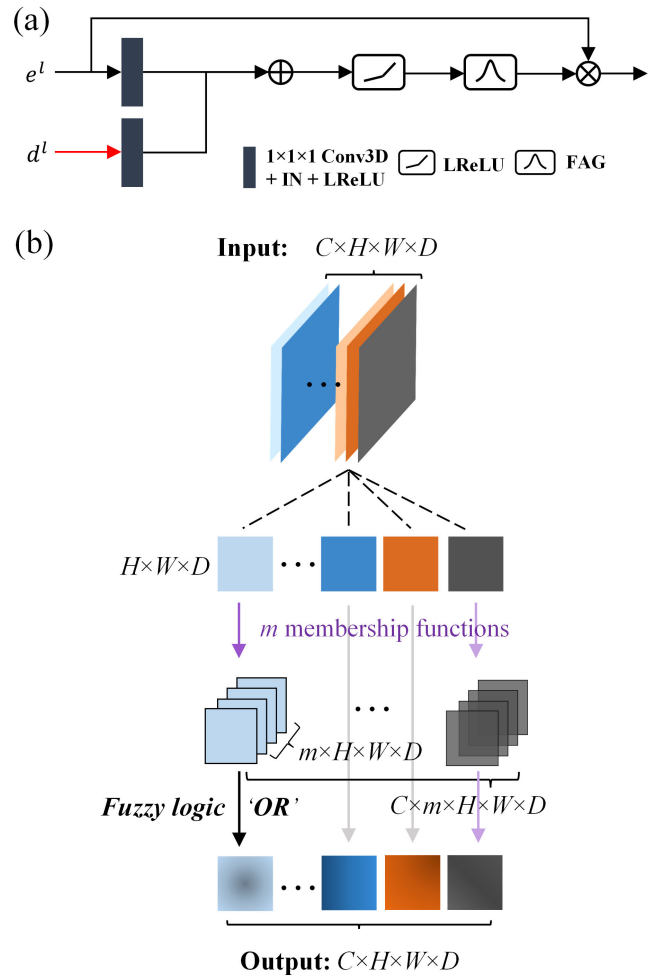 (a)
e^l
d^l
1×1×1 Conv3D
+ IN + LReLU
LReLU
FAG
(b)
Input: C×H×W×D
• • •
H×W×D
• • •
m membership functions
• • •
m×H×W×D
Fuzzy logic 'OR'
C×m×H×W×D
• • •
Output: C×H×W×D